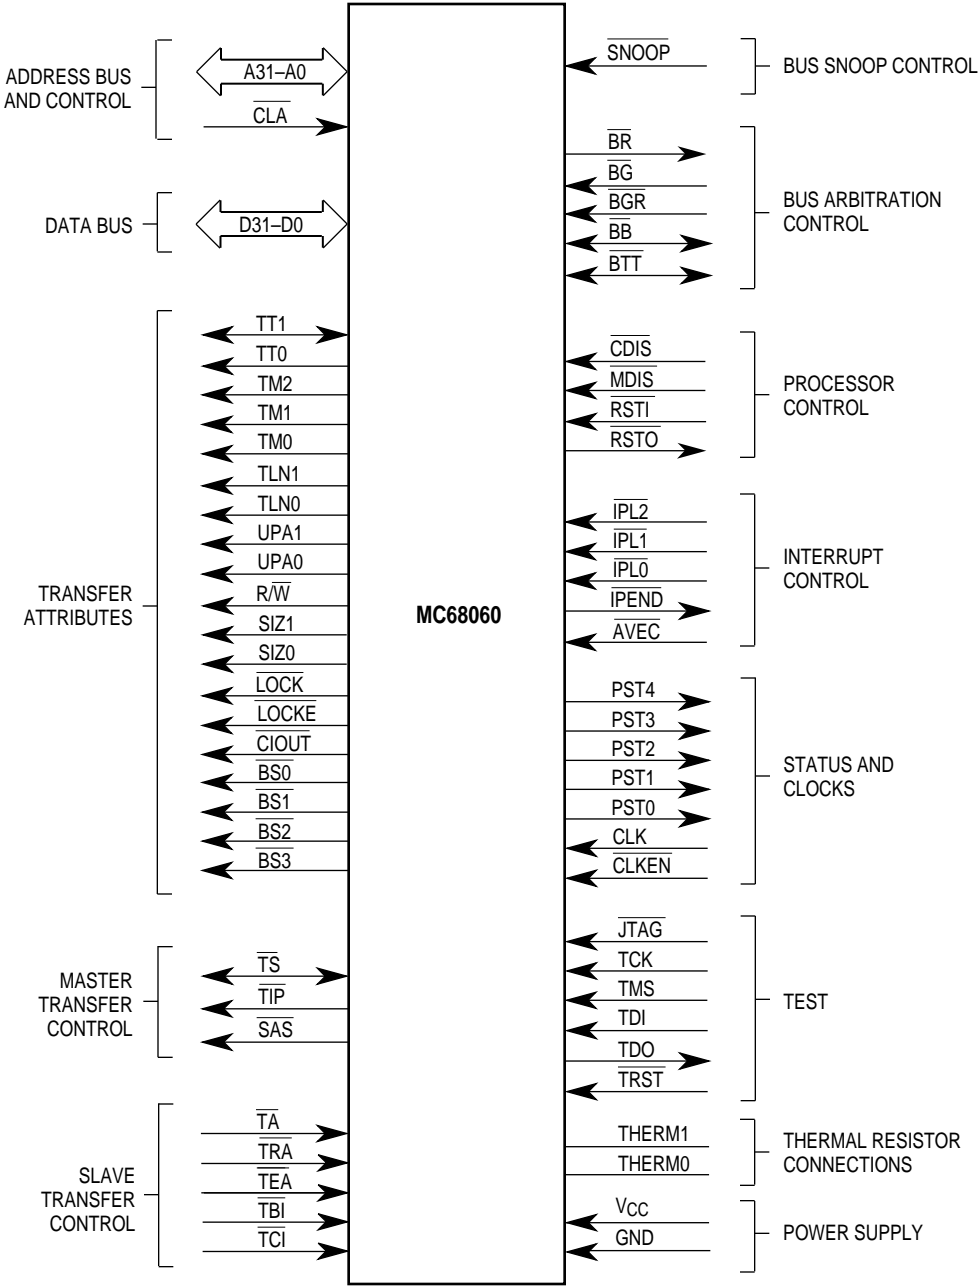 ADDRESS BUS
AND CONTROL
A31–A0
CLA
DATA BUS
D31–D0
TRANSFER
ATTRIBUTES
TT1
TT0
TM2
TM1
TM0
TLN1
TLN0
UPA1
UPA0
R/W
SIZ1
SIZ0
LOCK
LOCKE
CIOUT
BS0
BS1
BS2
BS3
MASTER
TRANSFER
CONTROL
TS
TIP
SAS
SLAVE
TRANSFER
CONTROL
TA
TRA
TEA
TBI
TCI
MC68060
SNOOP
BUS SNOOP CONTROL
BR
BG
BGR
BB
BTT
BUS ARBITRATION
CONTROL
CDIS
MDIS
RSTI
RSTO
PROCESSOR
CONTROL
IPL2
IPL1
IPL0
IPEND
AVEC
INTERRUPT
CONTROL
PST4
PST3
PST2
PST1
PST0
CLK
CLKEN
STATUS AND
CLOCKS
JTAG
TCK
TMS
TDI
TDO
TRST
TEST
THERM1
THERM0
THERMAL RESISTOR
CONNECTIONS
VCC
GND
POWER SUPPLY